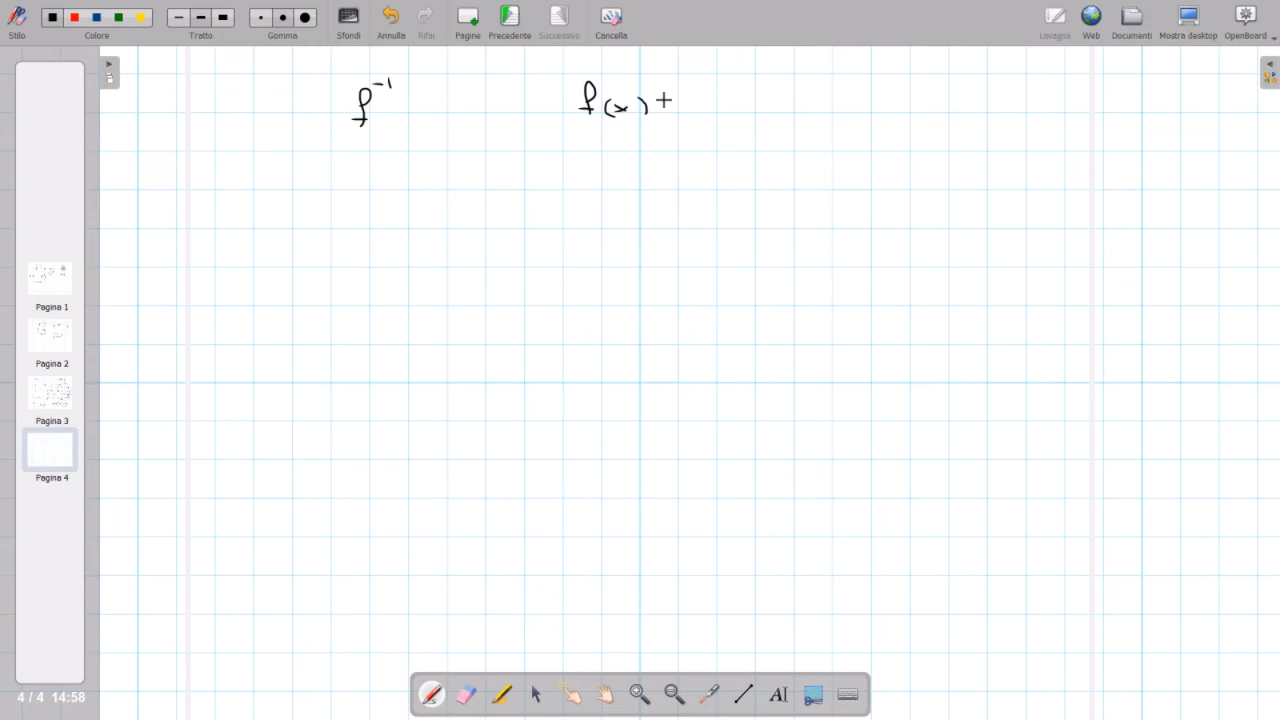 Stilo Colore Tratto Gomma Sfondi Annulla Rifai Pagine Precedente Successivo Cancella Lavagna Web Documenti Mostra desktop OpenBoard
f⁻¹ f(x) +
Pagina 1
Pagina 2
Pagina 3
Pagina 4
4 / 4 14:58
AI